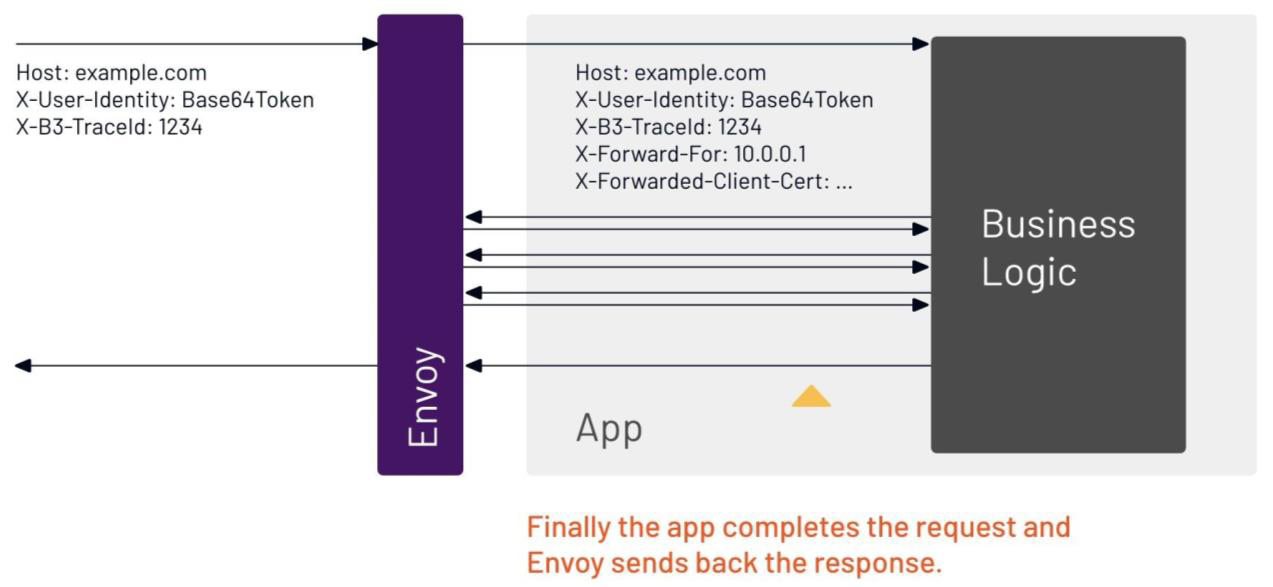 Host: example.com
X-User-Identity: Base64Token
X-B3-TraceId: 1234
Envoy
Host: example.com
X-User-Identity: Base64Token
X-B3-TraceId: 1234
X-Forward-For: 10.0.0.1
X-Forwarded-Client-Cert: ...
App
Business
Logic
Finally the app completes the request and
Envoy sends back the response.